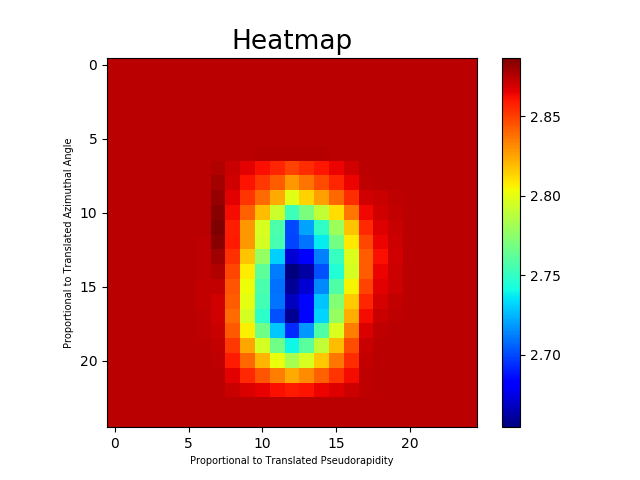 Heatmap
0
5
10
15
20
0 5 10 15 20
Proportional to Translated Pseudorapidity
Proportional to Translated Azimuthal Angle
2.85
2.80
2.75
2.70